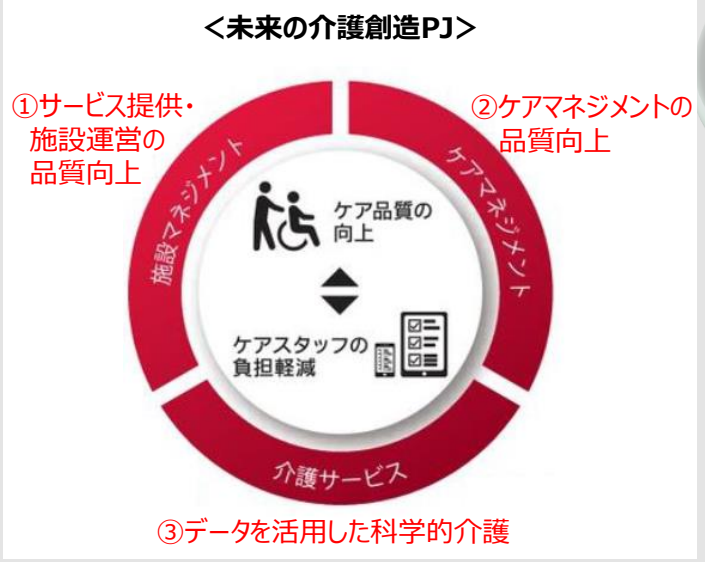 ＜未来の介護創造PJ＞
①サービス提供・
施設運営の
品質向上
②ケアマネジメントの
品質向上
施設マネジメント
ケアマネジメント
ケア品質の
向上
ケアスタッフの
負担軽減
介護サービス
③データを活用した科学的介護